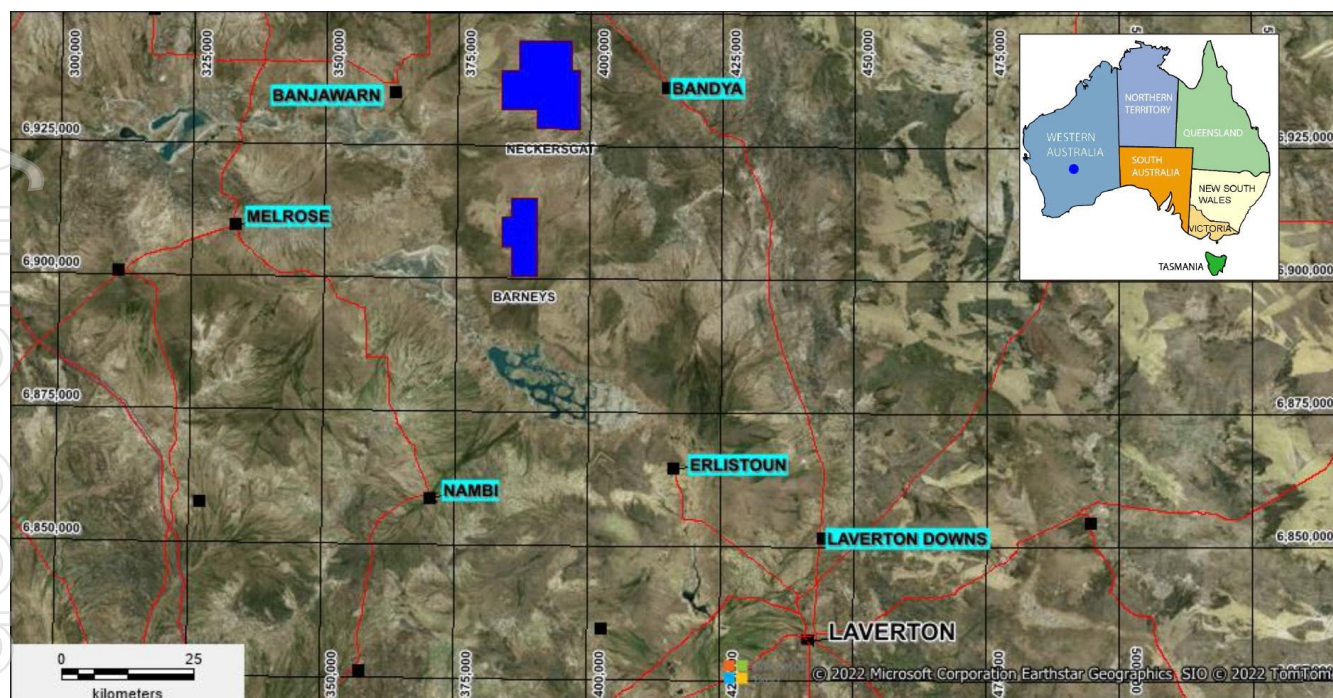 300,000
325,000
350,000
375,000
400,000
425,000
450,000
475,000
BANJAWARN
BANDYA
6,925,000
6,925,000
NECKERSGAT
MELROSE
BARNEYS
6,900,000
6,900,000
NORTHERN
TERRITORY
WESTERN
AUSTRALIA
QUEENSLAND
SOUTH
AUSTRALIA
NEW SOUTH
WALES
VICTORIA
TASMANIA
6,875,000
6,875,000
ERLISTOUN
NAMBI
6,850,000
6,850,000
LAVERTON DOWNS
LAVERTON
0 25
kilometers
350,000
375,000
400,000
© 2022 Microsoft Corporation Earthstar Geographics SIO © 2022 TomTom